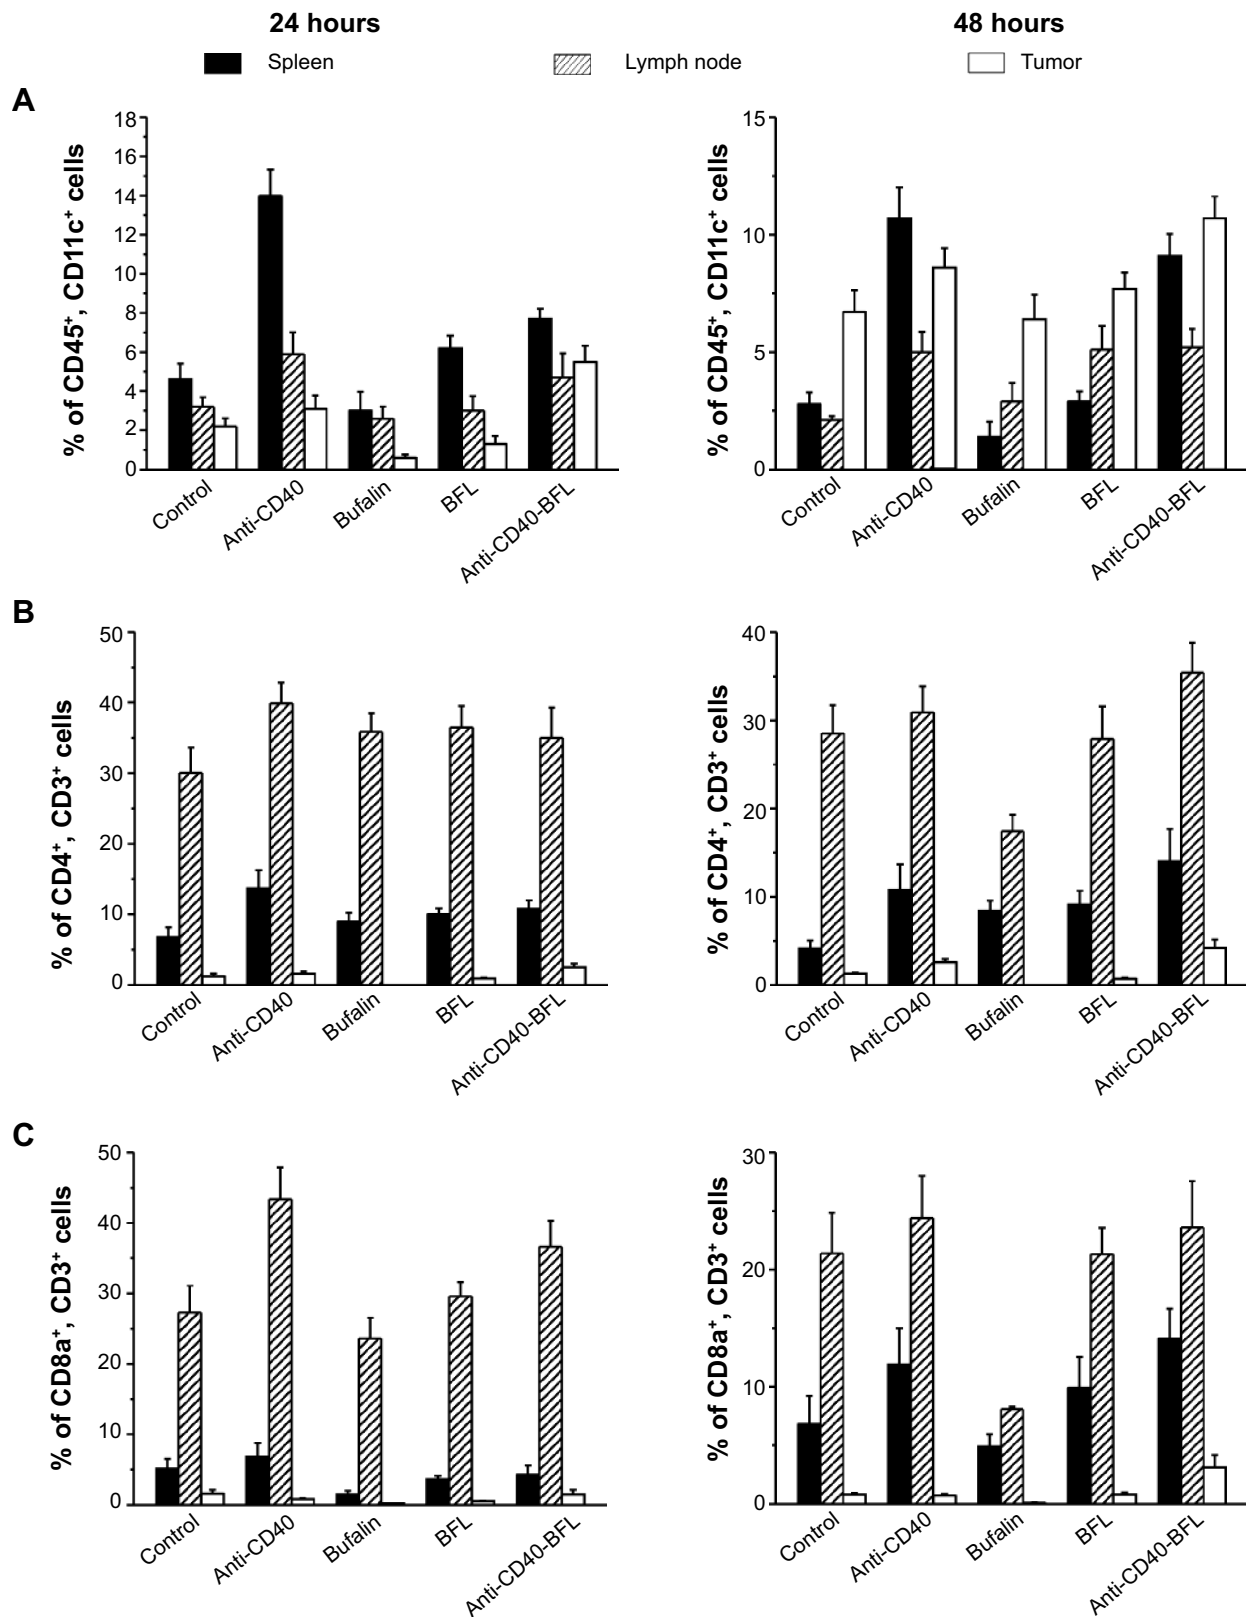 24 hours 48 hours
Spleen Lymph node Tumor
A
% of CD45⁺, CD11c⁺ cells
18
16
14
12
10
8
6
4
2
0
Control Anti-CD40 Bufalin BFL Anti-CD40-BFL
% of CD45⁺, CD11c⁺ cells
15
10
5
0
Control Anti-CD40 Bufalin BFL Anti-CD40-BFL
B
% of CD4⁺, CD3⁺ cells
50
40
30
20
10
0
Control Anti-CD40 Bufalin BFL Anti-CD40-BFL
% of CD4⁺, CD3⁺ cells
40
30
20
10
0
Control Anti-CD40 Bufalin BFL Anti-CD40-BFL
C
% of CD8a⁺, CD3⁺ cells
50
40
30
20
10
0
Control Anti-CD40 Bufalin BFL Anti-CD40-BFL
% of CD8a⁺, CD3⁺ cells
30
20
10
0
Control Anti-CD40 Bufalin BFL Anti-CD40-BFL